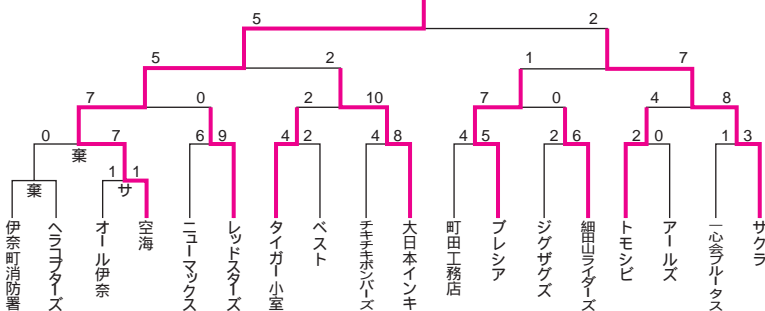 5 2
5 2 1 7
7 0 2 10 7 0 4 8
0 7 6 9 4 2 4 8 4 5 2 6 2 0 1 3
棄
1 1
棄 サ
伊奈町消防署
ヘラコプターズ
オール伊奈
空海
ニューマックス
レッドスターズ
タイガー小室
ベスト
チキチキボンバーズ
大日本インキ
町田工務店
ブレシア
ジグザグズ
細田山ライダーズ
トモシビ
アールズ
一心会ブルータス
サクラ